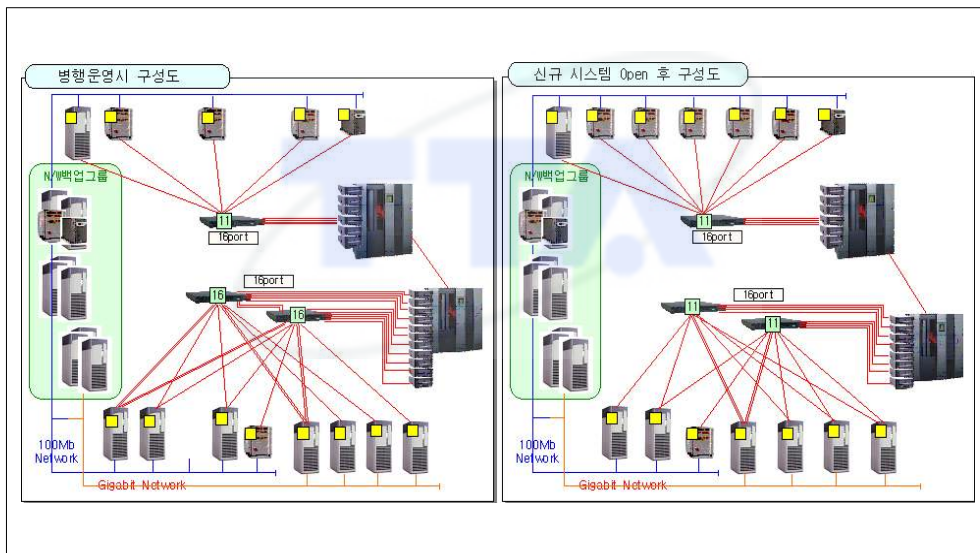 병행운영시 구성도
N/W백업그룹
11
16port
16port
16
16
100Mb
Network
Gigabit Network
신규 시스템 Open 후 구성도
N/W백업그룹
11
16port
16port
11
11
100Mb
Network
Gigabit Network
TTA